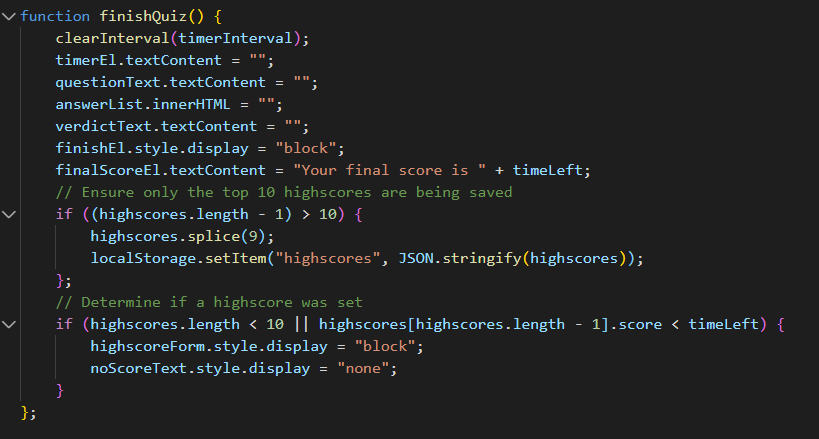 function finishQuiz() {
    clearInterval(timerInterval);
    timerEl.textContent = "";
    questionText.textContent = "";
    answerList.innerHTML = "";
    verdictText.textContent = "";
    finishEl.style.display = "block";
    finalScoreEl.textContent = "Your final score is " + timeLeft;
    // Ensure only the top 10 highscores are being saved
    if ((highscores.length - 1) > 10) {
        highscores.splice(9);
        localStorage.setItem("highscores", JSON.stringify(highscores));
    };
    // Determine if a highscore was set
    if (highscores.length < 10 || highscores[highscores.length - 1].score < timeLeft) {
        highscoreForm.style.display = "block";
        noScoreText.style.display = "none";
    }
};